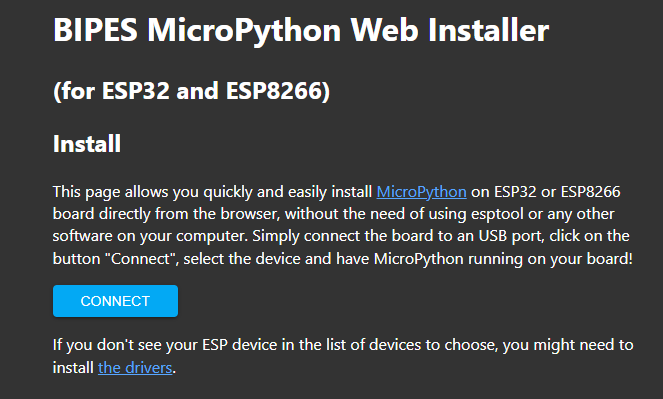 BIPES MicroPython Web Installer
(for ESP32 and ESP8266)
Install
This page allows you quickly and easily install MicroPython on ESP32 or ESP8266
board directly from the browser, without the need of using esptool or any other
software on your computer. Simply connect the board to an USB port, click on the
button "Connect", select the device and have MicroPython running on your board!
CONNECT
If you don't see your ESP device in the list of devices to choose, you might need to
install the drivers.